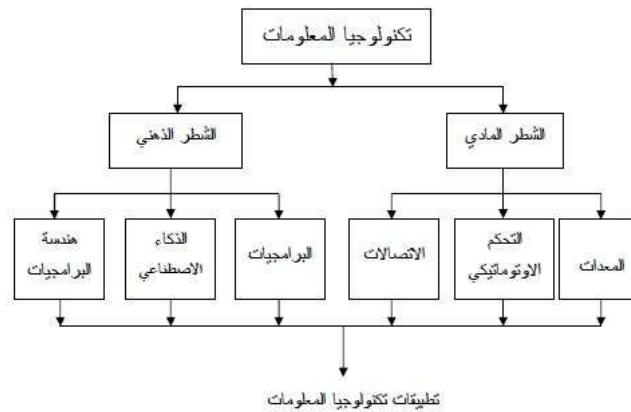 تكنولوجيا المعلومات
الشطر المادي
الشطر الذهني
المعدات
التحكم
الاوتوماتيكي
الاتصالات
البرامجيات
الذكاء
الاصطناعي
هندسة
البرامجيات
تطبيقات تكنولوجيا المعلومات